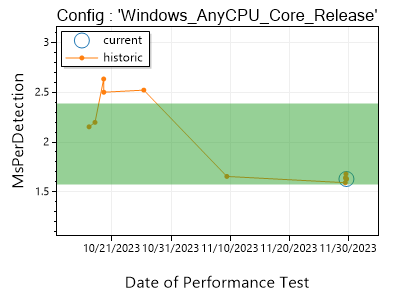 Config : 'Windows_AnyCPU_Core_Release'
current
historic
3
2.5
2
1.5
MsPerDetection
10/21/2023 10/31/2023 11/10/2023 11/20/2023 11/30/2023
Date of Performance Test